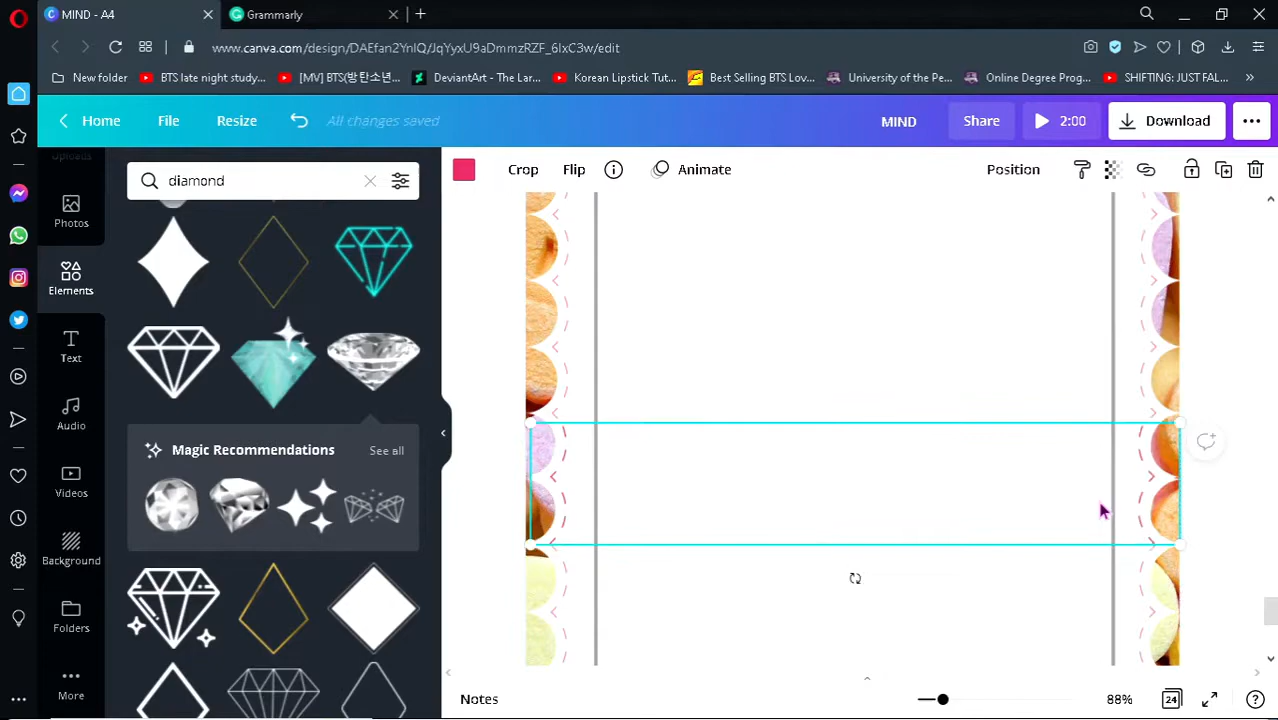 MIND - A4
Grammarly
www.canva.com/design/DAEfan2YnlQ/JqYyxU9aDmmzRZF_6IxC3w/edit
New folder
BTS late night study...
[MV] BTS(방탄소년...
DeviantArt - The Lar...
Korean Lipstick Tut...
Best Selling BTS Lov...
University of the Pe...
Online Degree Prog...
SHIFTING: JUST FAL...
Home
File
Resize
All changes saved
MIND
Share
2:00
Download
Uploads
Photos
Elements
Text
Audio
Videos
Background
Folders
More
diamond
Magic Recommendations
See all
Crop
Flip
Animate
Position
Notes
88%
24